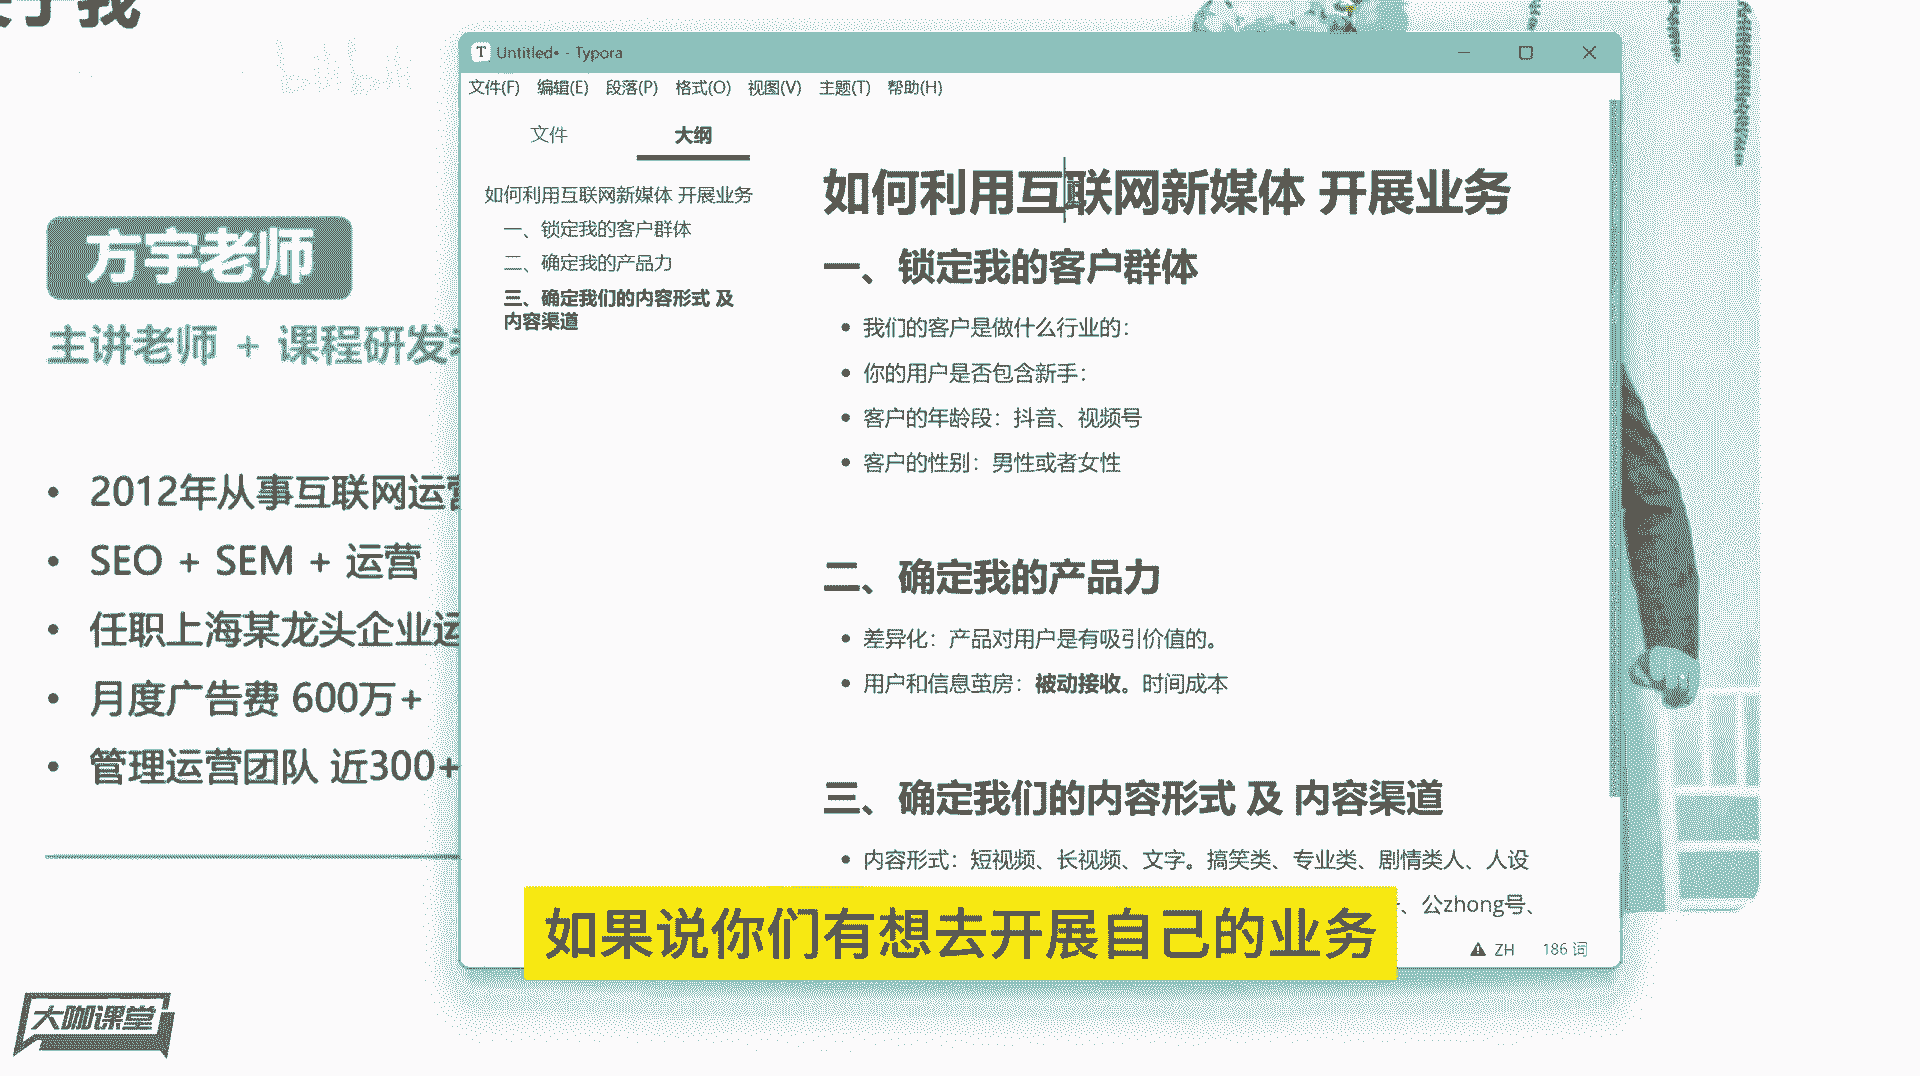 于我
bilibili
方宇老师
主讲老师 + 课程研发
2012年从事互联网运营
SEO + SEM + 运营
任职上海某龙头企业运
月度广告费 600万+
管理运营团队 近300+
大咖课堂
T Untitled• - Typora
文件(F) 编辑(E) 段落(P) 格式(O) 视图(V) 主题(T) 帮助(H)
文件 大纲
如何利用互联网新媒体 开展业务
一、锁定我的客户群体
二、确定我的产品力
三、确定我们的内容形式 及
内容渠道
如何利用互联网新媒体 开展业务
一、锁定我的客户群体
我们的客户是做什么行业的：
你的用户是否包含新手：
客户的年龄段：抖音、视频号
客户的性别：男性或者女性
二、确定我的产品力
差异化：产品对用户是有吸引价值的。
用户和信息茧房：被动接收。时间成本
三、确定我们的内容形式 及 内容渠道
内容形式：短视频、长视频、文字。搞笑类、专业类、剧情类人、人设
、公zhong号、
ZH 186 词
如果说你们有想去开展自己的业务